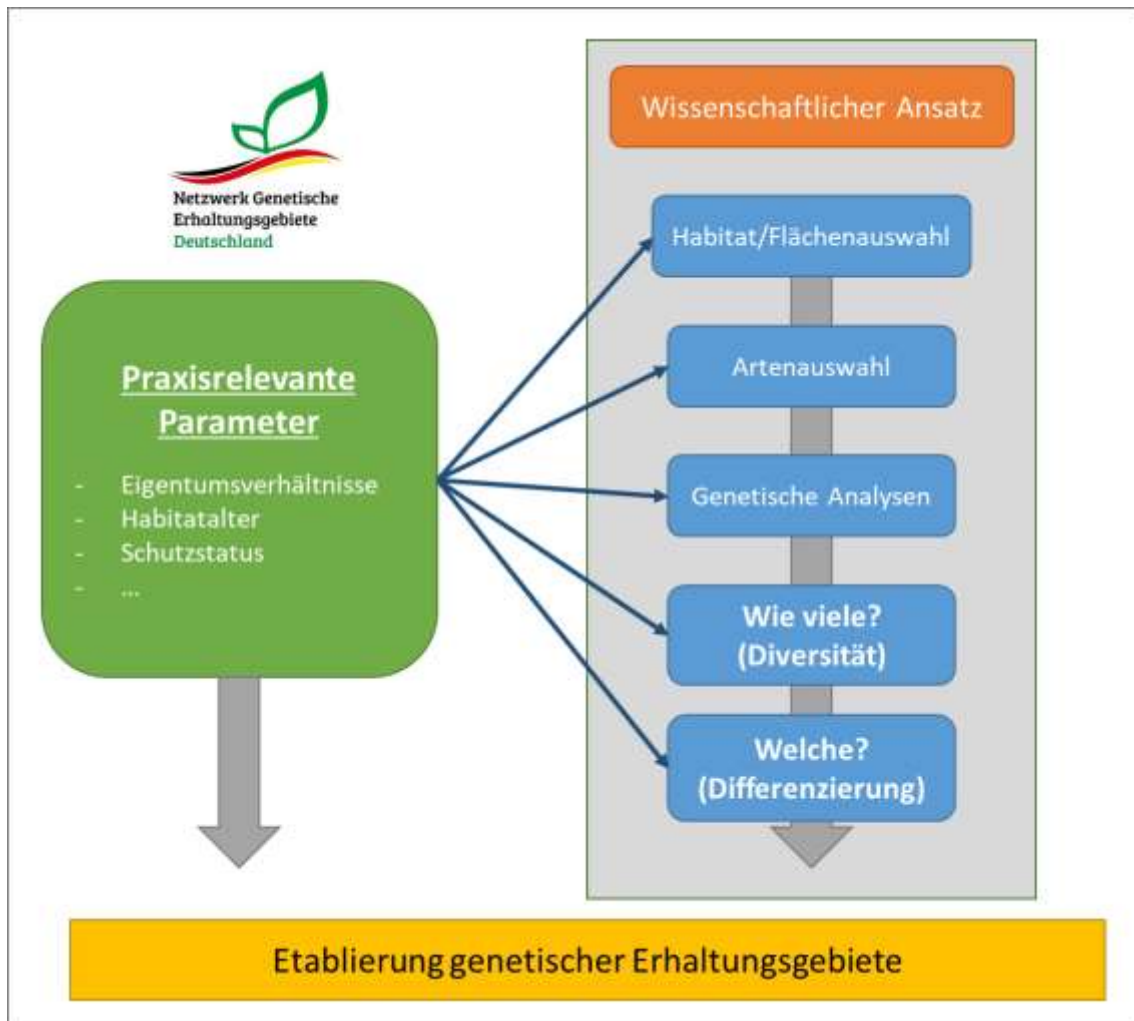 Netzwerk Genetische
Erhaltungsgebiete
Deutschland
Praxisrelevante
Parameter
- Eigentumsverhältnisse
- Habitatalter
- Schutzstatus
- ...
Wissenschaftlicher Ansatz
Habitat/Flächenauswahl
Artenauswahl
Genetische Analysen
Wie viele?
(Diversität)
Welche?
(Differenzierung)
Etablierung genetischer Erhaltungsgebiete